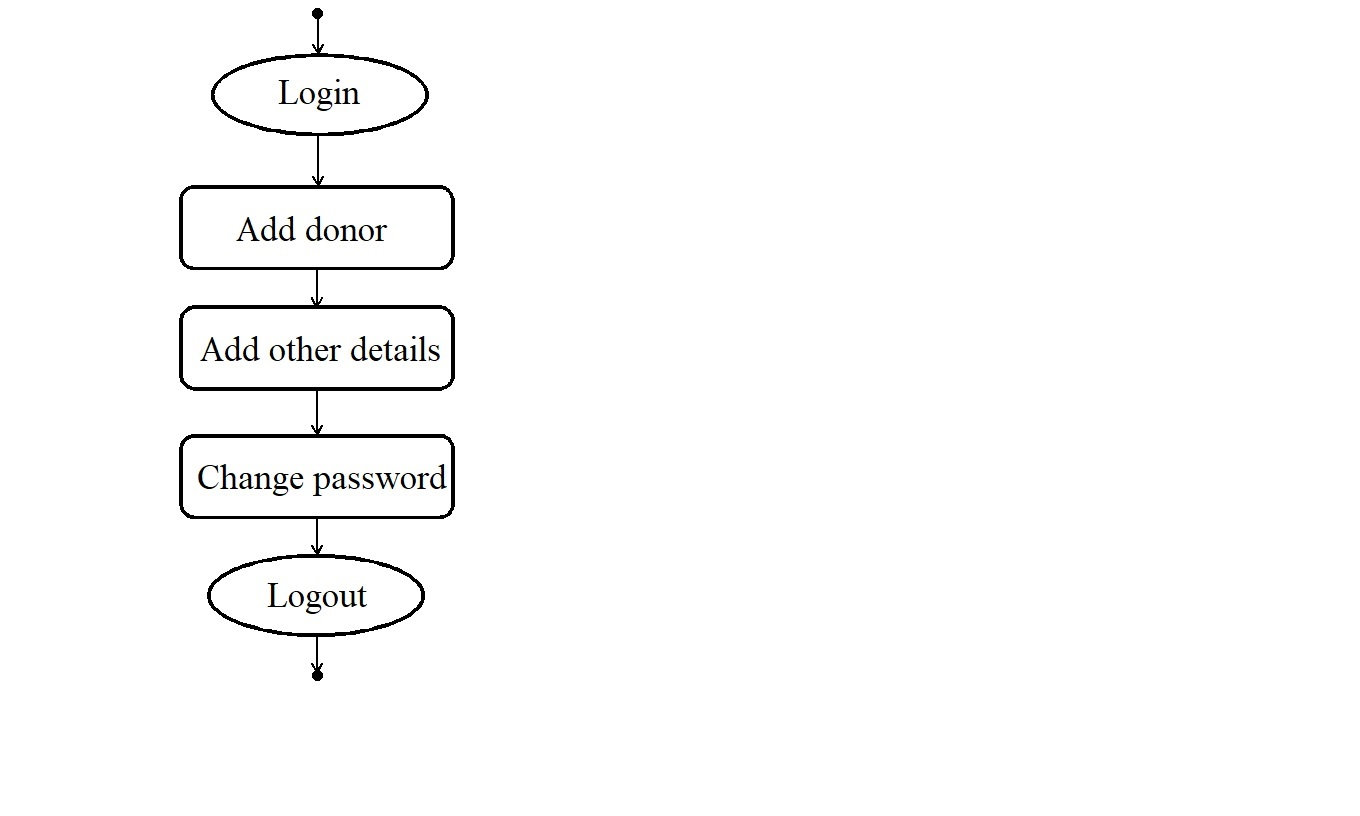 Login
Add donor
Add other details
Change password
Logout